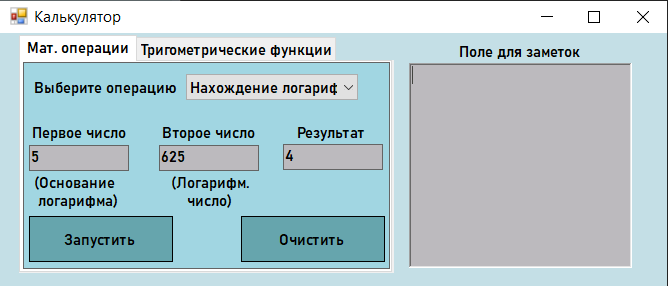 Калькулятор
Мат. операции
Тригометрические функции
Поле для заметок
Выберите операцию
Нахождение логариф
Первое число
Второе число
Результат
5
625
4
(Основание
логарифма)
(Логарифм.
число)
Запустить
Очистить